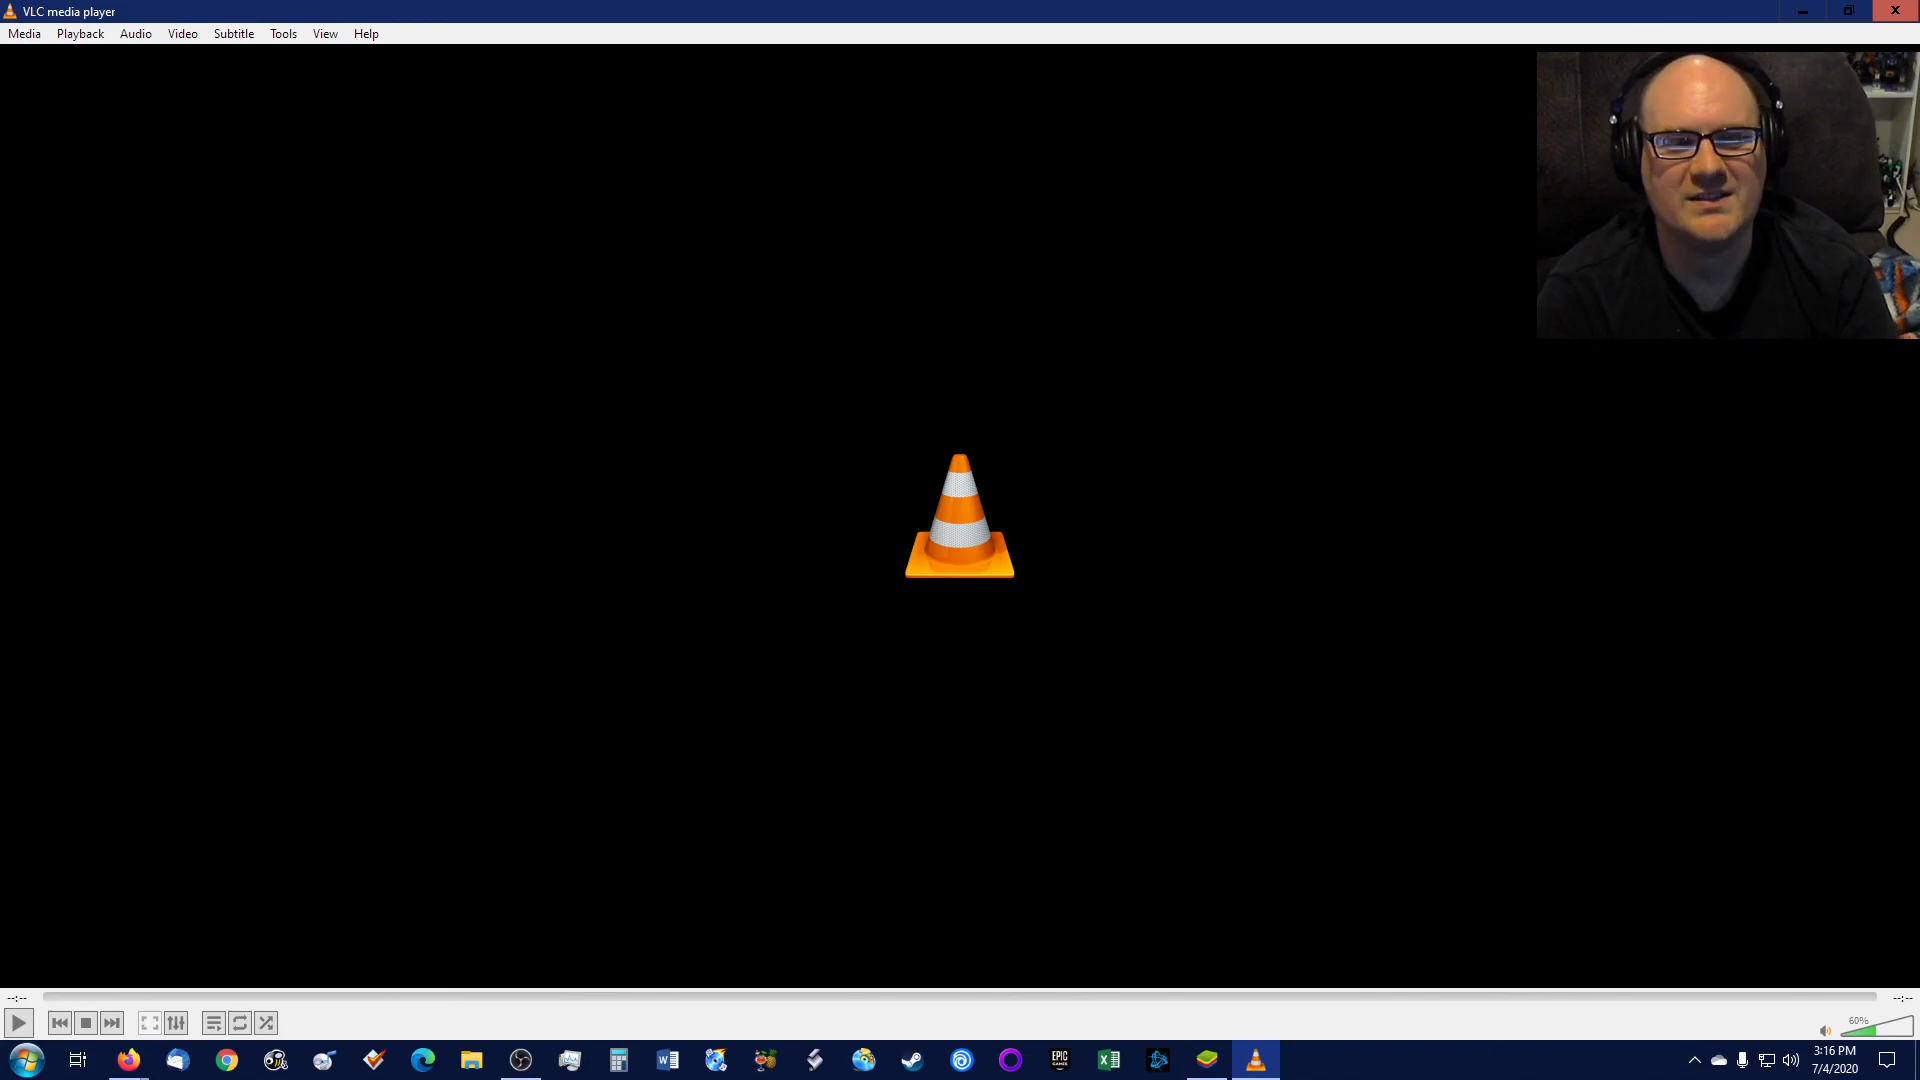 VLC media player
Media Playback Audio Video Subtitle Tools View Help
--:-- --:--
60%
EPIC
GAMES
3:16 PM
7/4/2020